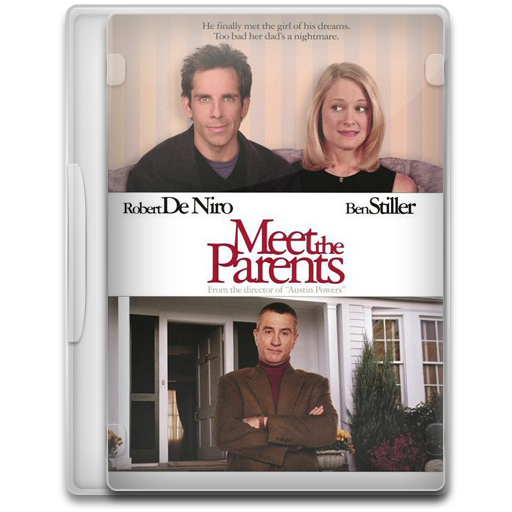 He finally met the girl of his dreams.
Too bad her dad's a nightmare.
Robert De Niro Ben Stiller
Meet the
Parents
From the director of "Austin Powers"